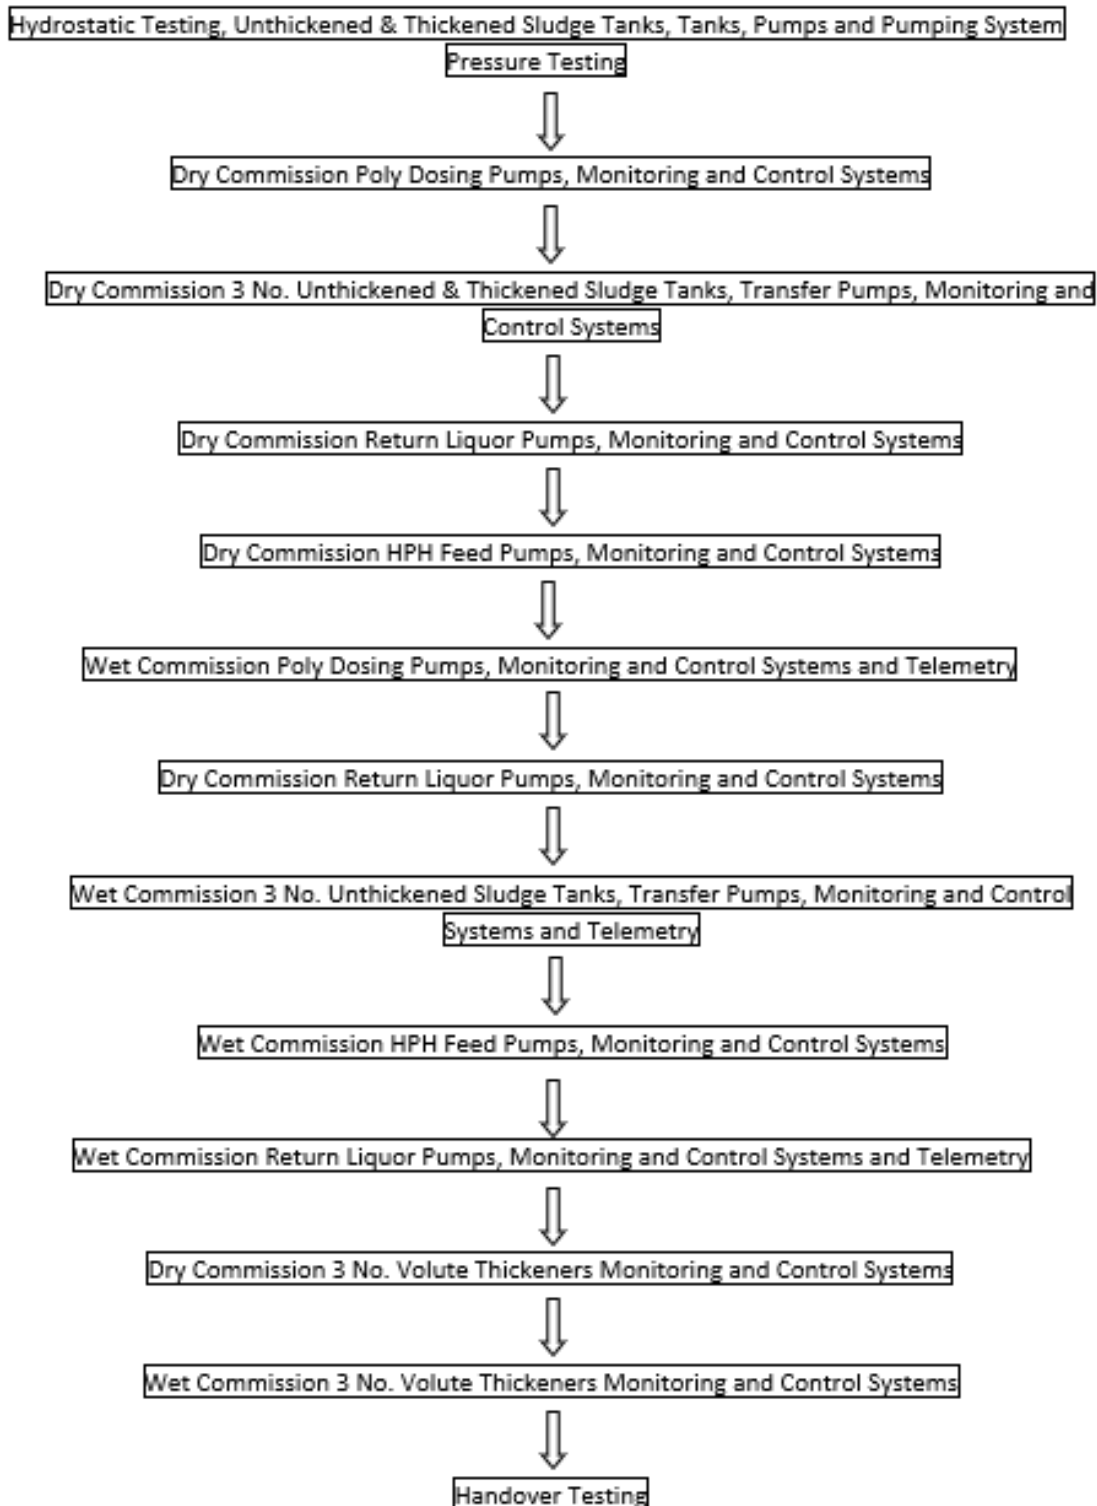 Hydrostatic Testing, Unthickened & Thickened Sludge Tanks, Tanks, Pumps and Pumping System
Pressure Testing
Dry Commission Poly Dosing Pumps, Monitoring and Control Systems
Dry Commission 3 No. Unthickened & Thickened Sludge Tanks, Transfer Pumps, Monitoring and
Control Systems
Dry Commission Return Liquor Pumps, Monitoring and Control Systems
Dry Commission HPH Feed Pumps, Monitoring and Control Systems
Wet Commission Poly Dosing Pumps, Monitoring and Control Systems and Telemetry
Dry Commission Return Liquor Pumps, Monitoring and Control Systems
Wet Commission 3 No. Unthickened Sludge Tanks, Transfer Pumps, Monitoring and Control
Systems and Telemetry
Wet Commission HPH Feed Pumps, Monitoring and Control Systems
Wet Commission Return Liquor Pumps, Monitoring and Control Systems and Telemetry
Dry Commission 3 No. Volute Thickeners Monitoring and Control Systems
Wet Commission 3 No. Volute Thickeners Monitoring and Control Systems
Handover Testing